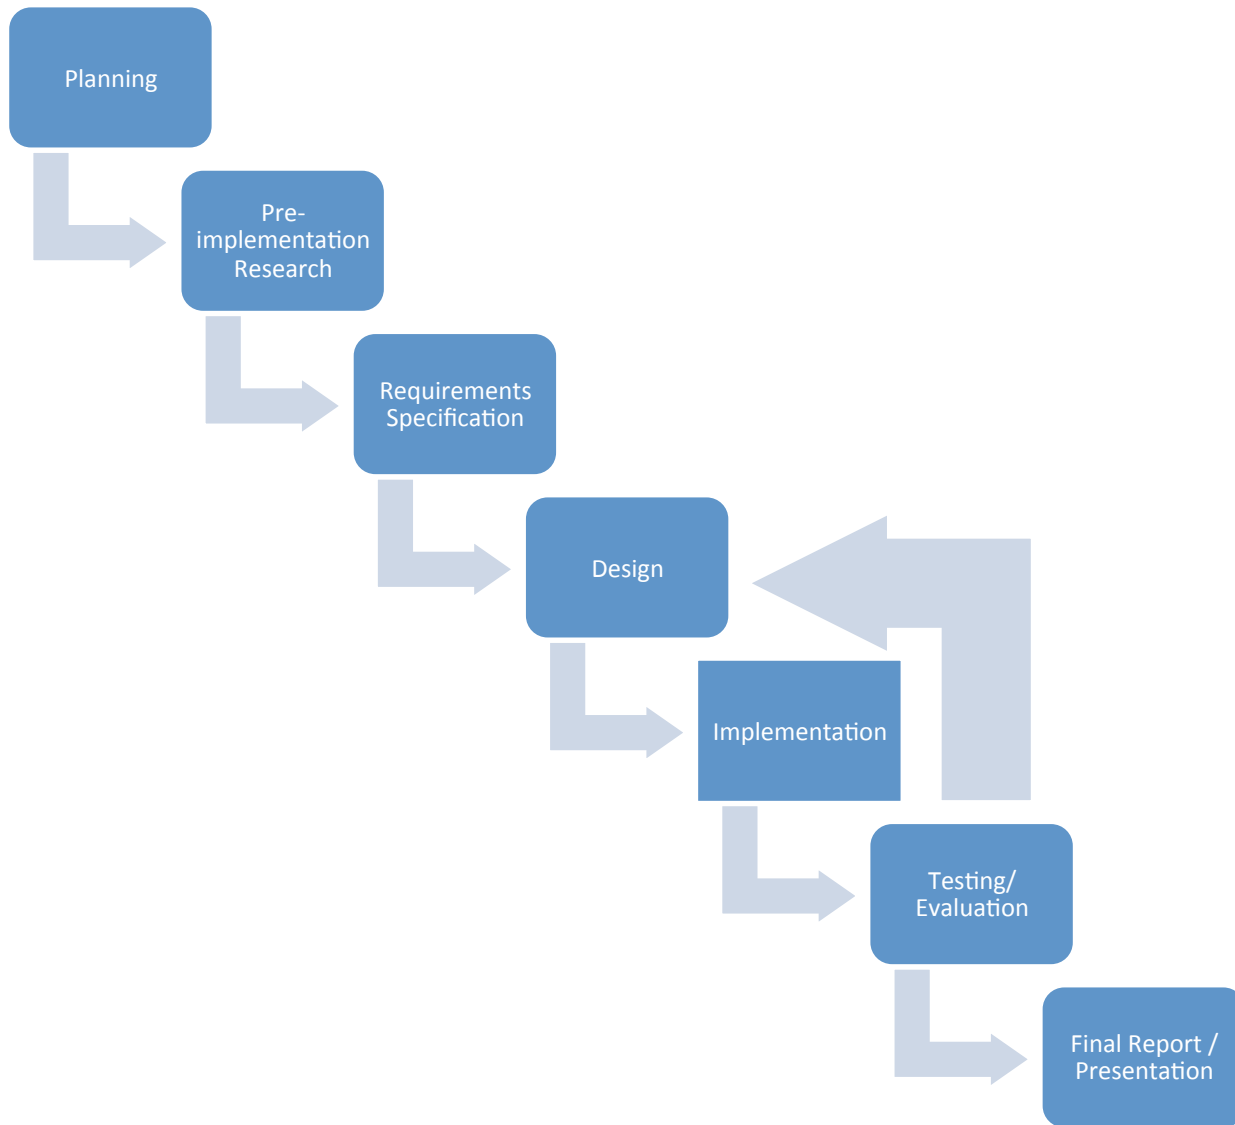 Planning
Pre-
implementation
Research
Requirements
Specification
Design
Implementation
Testing/
Evaluation
Final Report /
Presentation